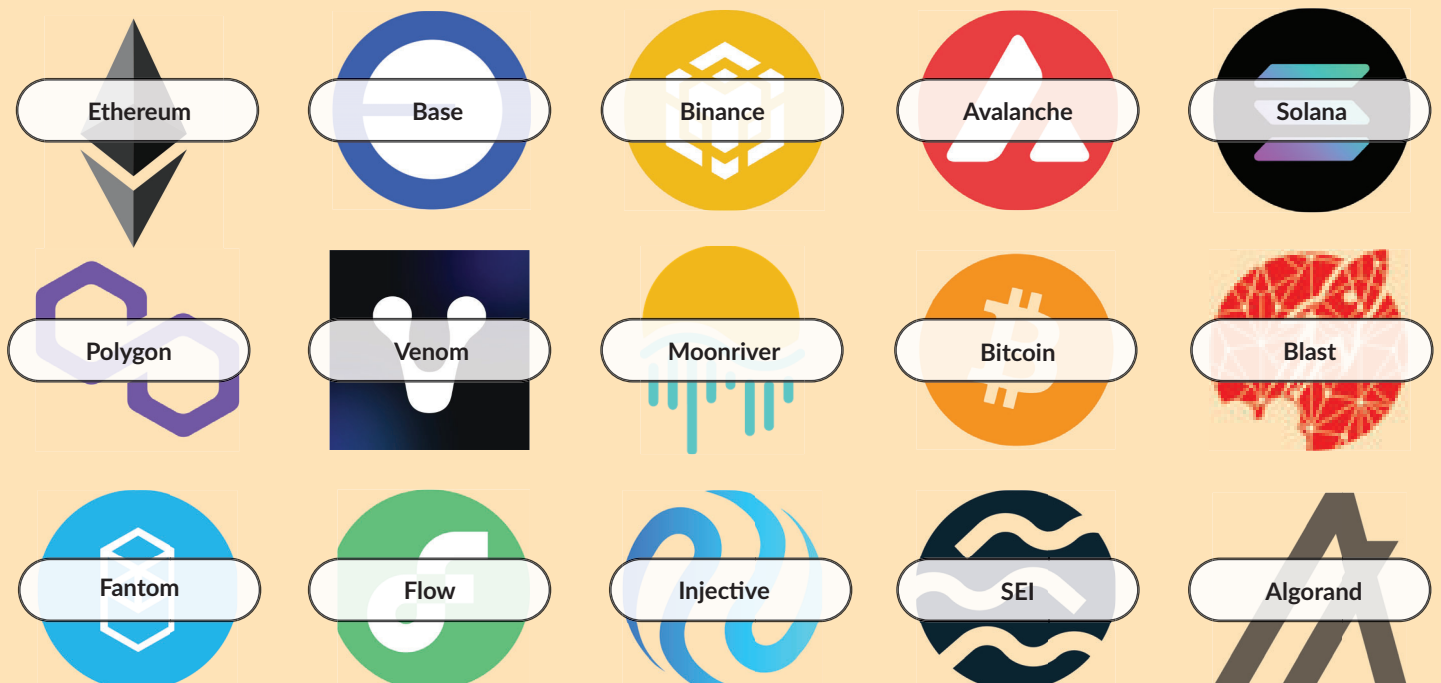 Ethereum
Base
Binance
Avalanche
Solana
Polygon
Venom
Moonriver
Bitcoin
Blast
Fantom
Flow
Injective
SEI
Algorand